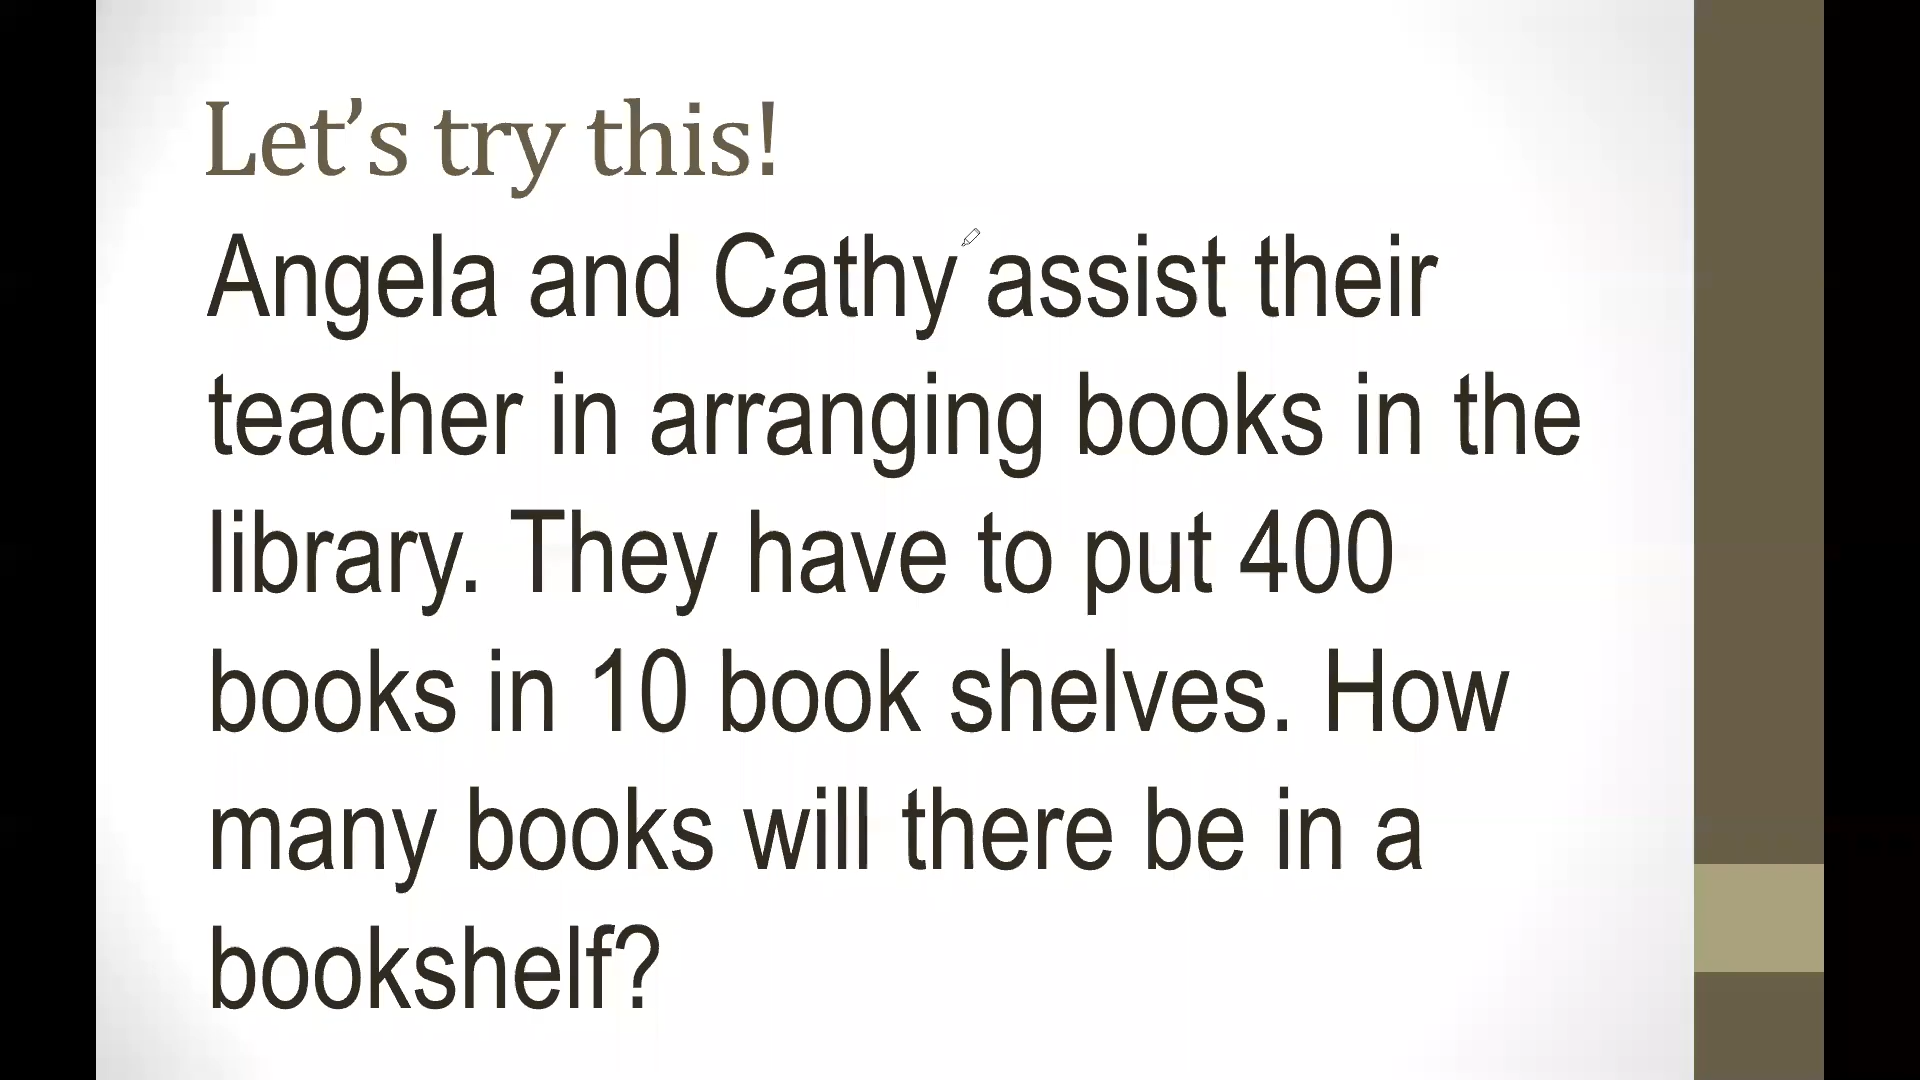 Let’s try this!
Angela and Cathy assist their
teacher in arranging books in the
library. They have to put 400
books in 10 book shelves. How
many books will there be in a
bookshelf?